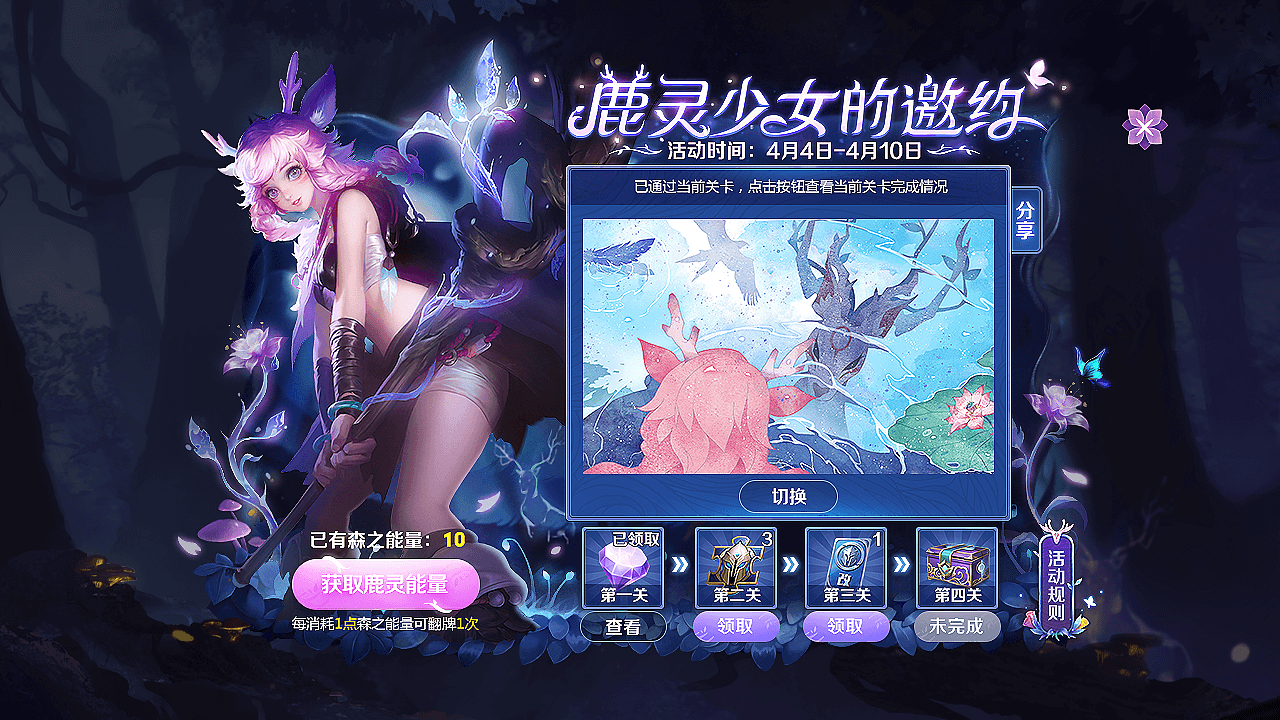 鹿灵少女的邀约
活动时间：4月4日-4月10日
已通过当前关卡，点击按钮查看当前关卡完成情况
分享
切换
已有森之能量：10
获取鹿灵能量
每消耗1点森之能量可翻牌1次
已领取
第一关
查看
3
第二关
领取
1
改
第三关
领取
第四关
未完成
活动规则